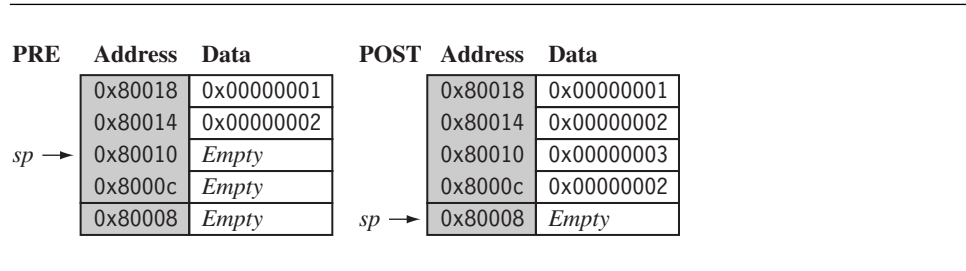 PRE Address Data POST Address Data
0x80018 0x00000001 0x80018 0x00000001
0x80014 0x00000002 0x80014 0x00000002
sp 0x80010 Empty 0x80010 0x00000003
0x8000c Empty 0x8000c 0x00000002
0x80008 Empty sp 0x80008 Empty